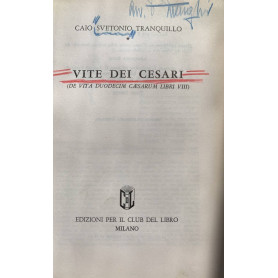 CAIO SVETONIO TRANQUILLO
VITE DEI CESARI
(DE VITA DUODECIM CÆSARUM LIBRI VIII)
EDIZIONI PER IL CLUB DEL LIBRO
MILANO